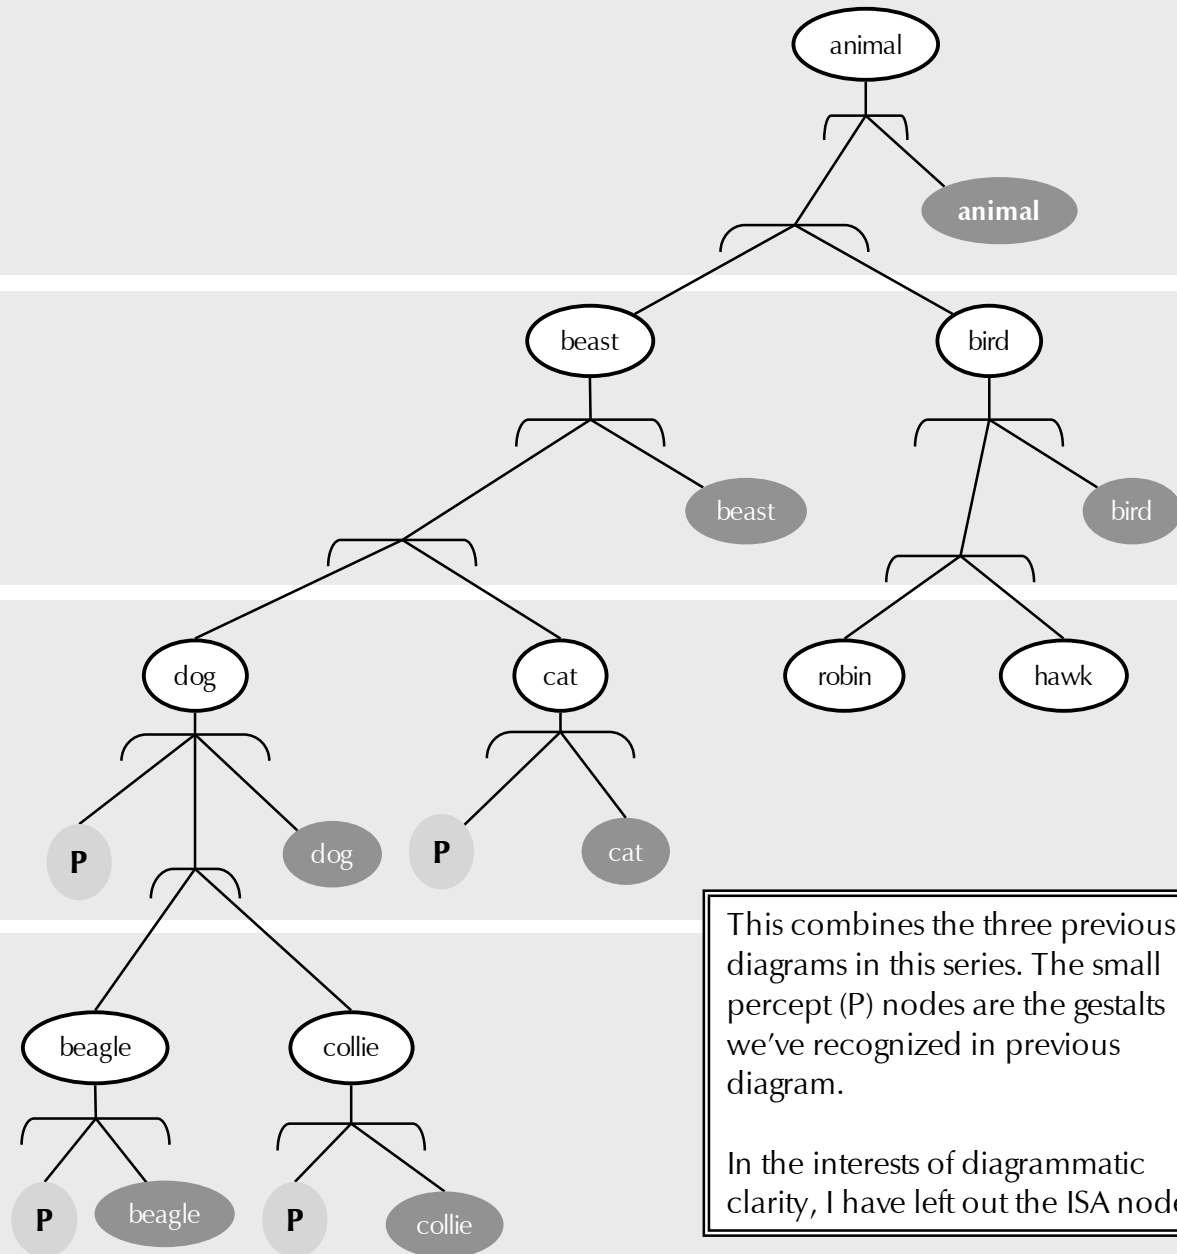 animal
animal
beast
bird
beast
bird
dog
cat
robin
hawk
P
dog
P
cat
This combines the three previous
diagrams in this series. The small
percept (P) nodes are the gestalts
we've recognized in previous
diagram.
In the interests of diagrammatic
clarity, I have left out the ISA
beagle
collie
P
beagle
P
collie